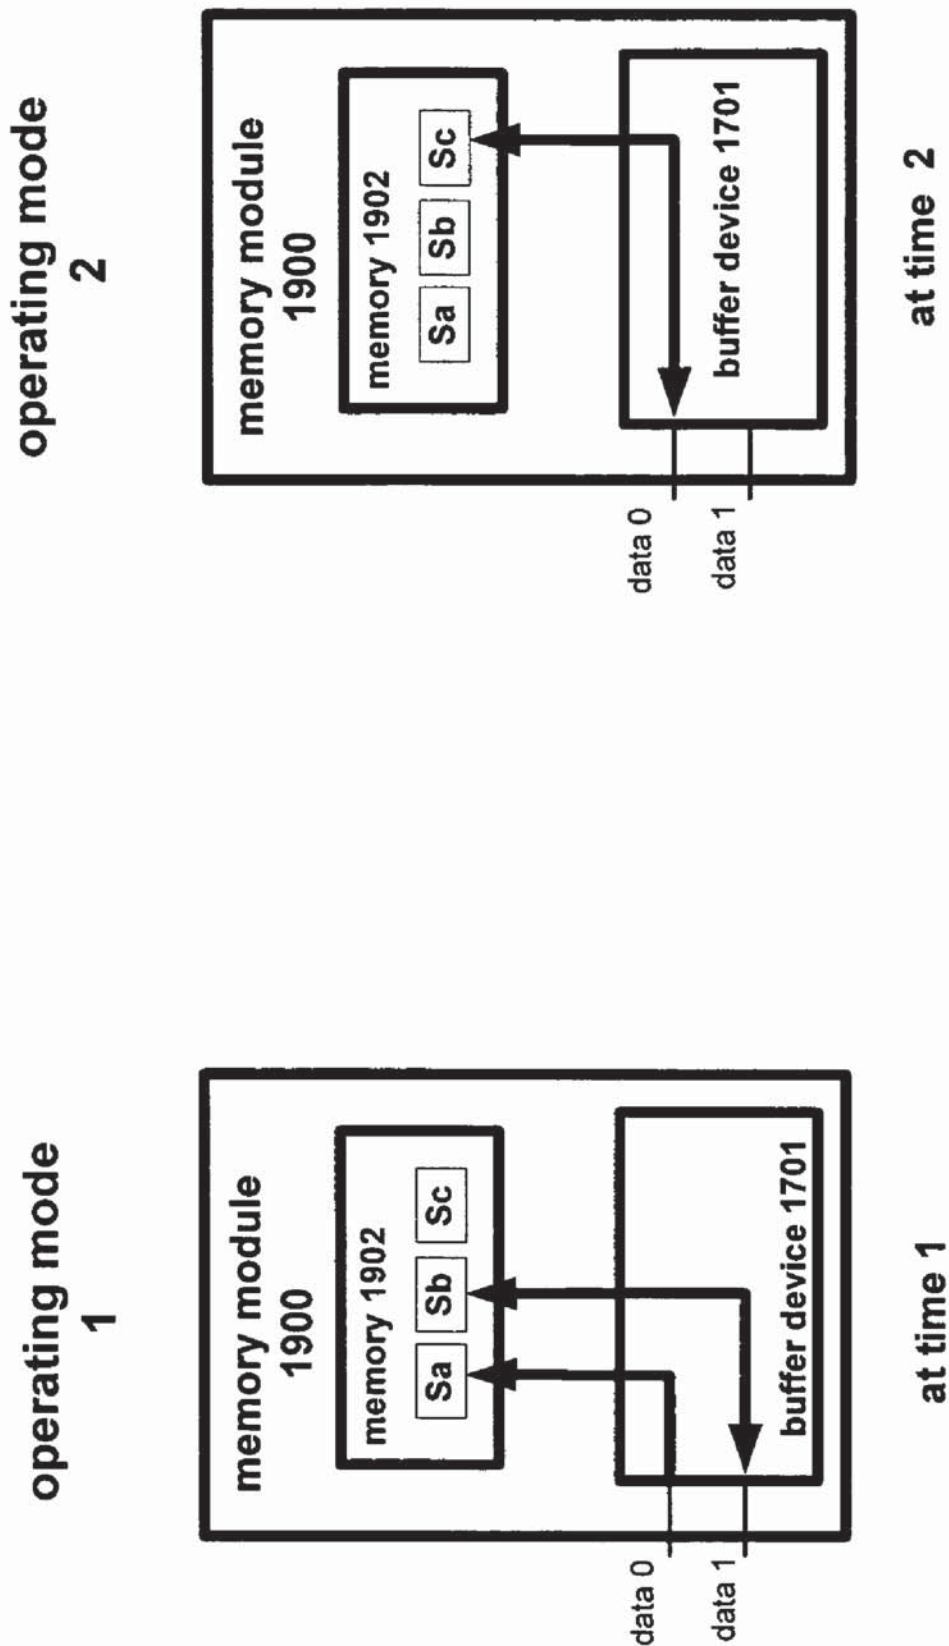 operating mode
1
memory module
1900
memory 1902
Sa
Sb
Sc
data 0
data 1
buffer device 1701
at time 1
operating mode
2
memory module
1900
memory 1902
Sa
Sb
Sc
data 0
data 1
buffer device 1701
at time 2